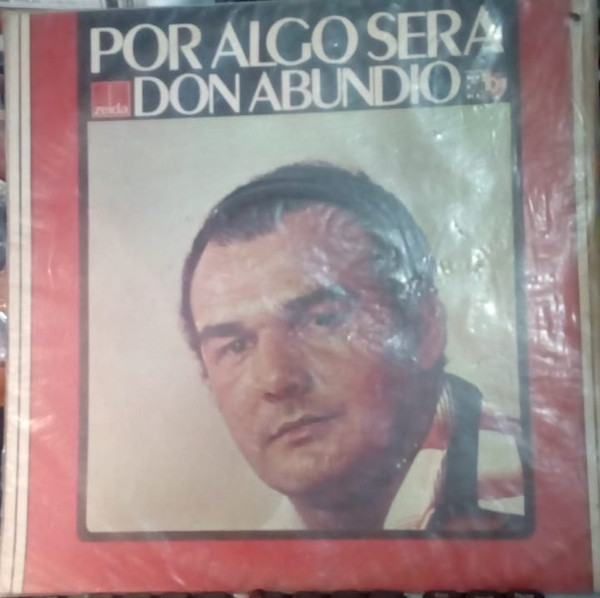 POR ALGO SERA
zeida DON ABUNDIO